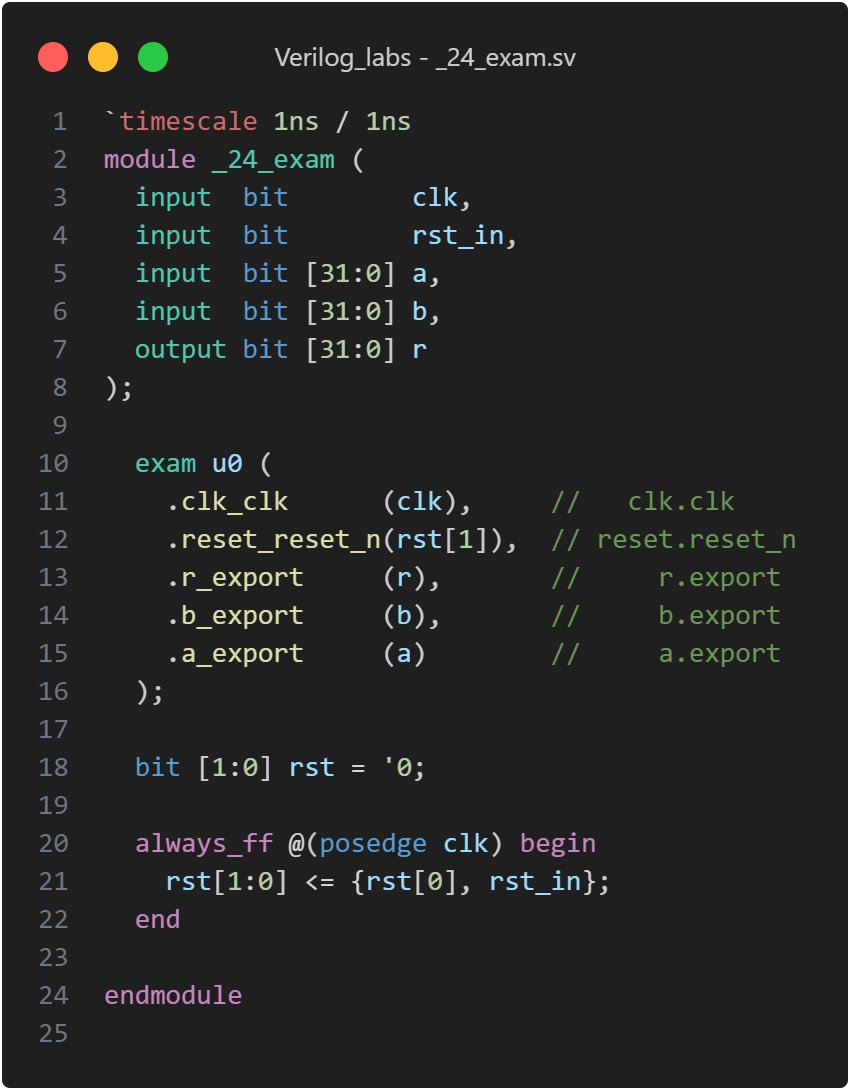 Verilog_labs - _24_exam.sv
1 `timescale 1ns / 1ns
2 module _24_exam (
3   input  bit        clk,
4   input  bit        rst_in,
5   input  bit [31:0] a,
6   input  bit [31:0] b,
7   output bit [31:0] r
8 );
9
10   exam u0 (
11     .clk_clk      (clk),     //   clk.clk
12     .reset_reset_n(rst[1]),  // reset.reset_n
13     .r_export     (r),       //     r.export
14     .b_export     (b),       //     b.export
15     .a_export     (a)        //     a.export
16   );
17
18   bit [1:0] rst = '0;
19
20   always_ff @(posedge clk) begin
21     rst[1:0] <= {rst[0], rst_in};
22   end
23
24 endmodule
25